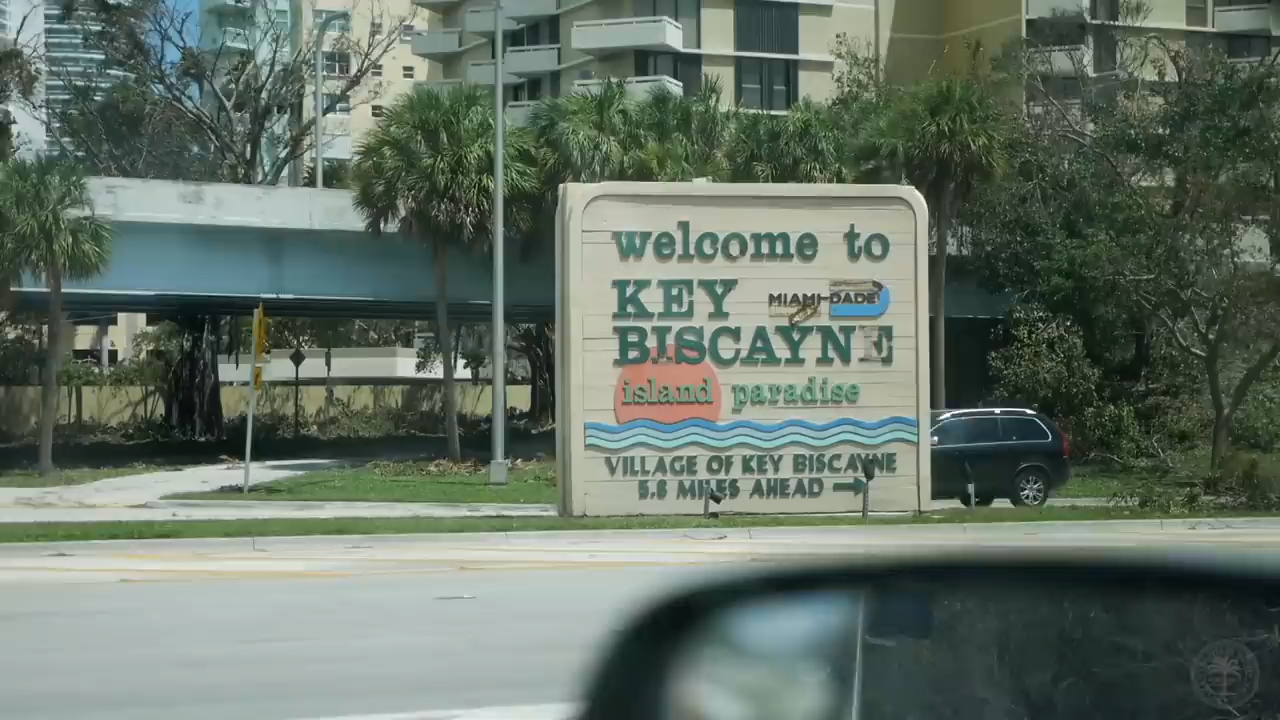 welcome to
KEY
MIAMI-DADE
BISCAYNE
island paradise
VILLAGE OF KEY BISCAYNE
5.8 MILES AHEAD →